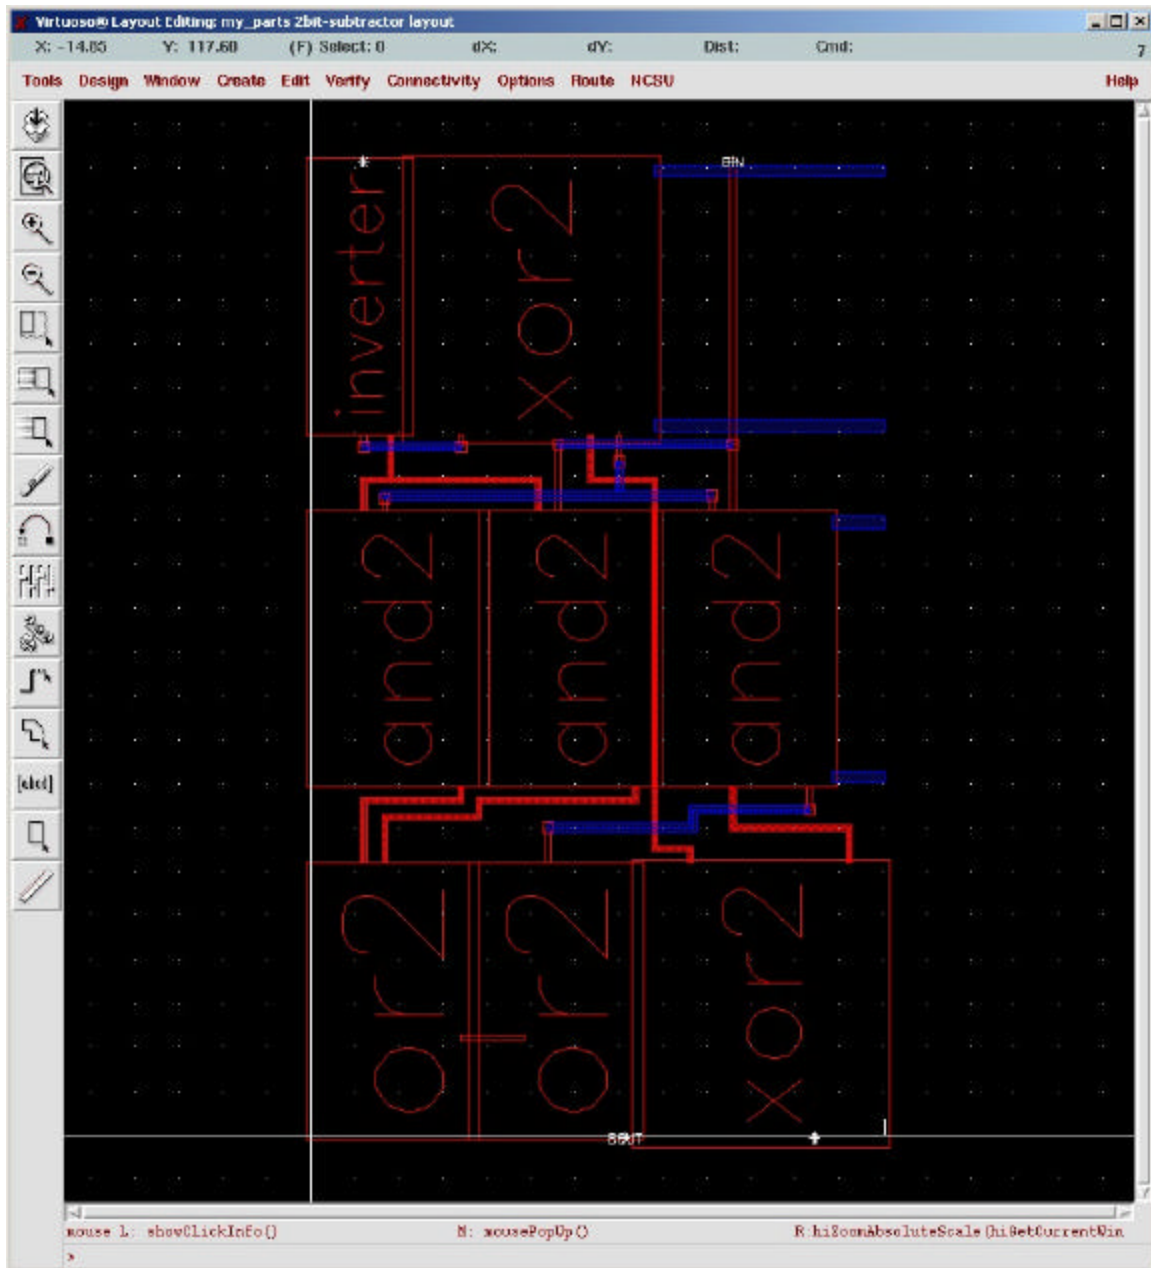 Virtuoso® Layout Editing: my_parts 2bit-subtractor layout
X: -14.85 Y: 117.60 (F) Select: 0 dX: dY: Dist: Cmd: 7
Tools Design Window Create Edit Verify Connectivity Options Route NCSU Help
BIN
inverter xor2
and2 and2 and2
or2 or2 xor2
BOUT
[abcd]
mouse L: showClickInfo() M: mousePopUp() R:hiZoomAbsoluteScale(hiGetCurrentWin
>